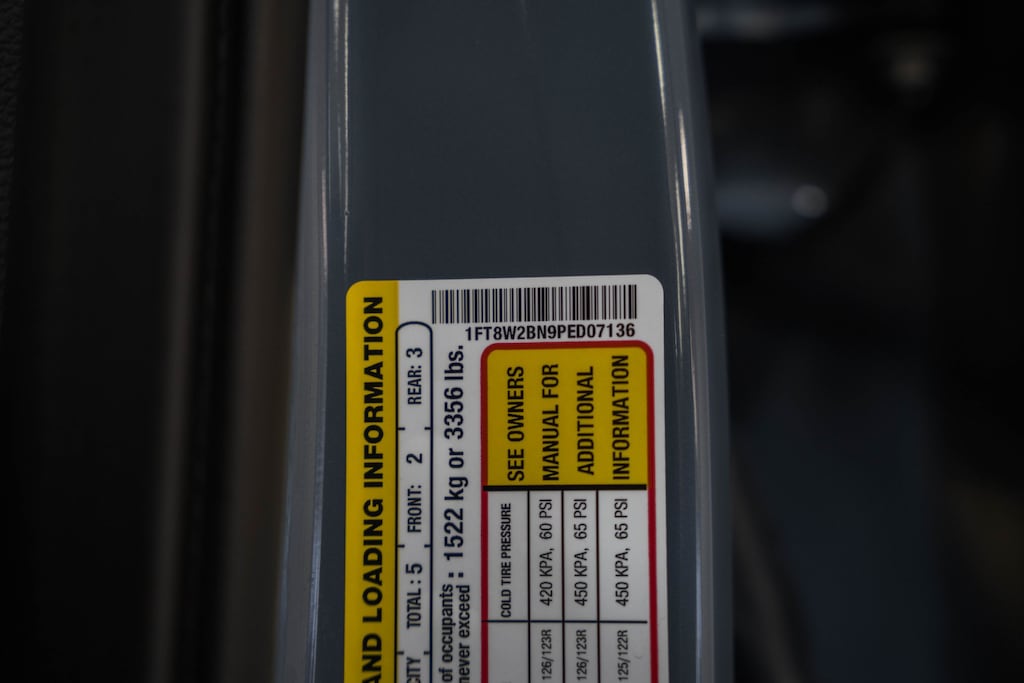 1FT8W2BN9PED07136
AND LOADING INFORMATION
CITY TOTAL : 5 FRONT: 2 REAR: 3
of occupants : 1522 kg or 3356 lbs.
never exceed :
COLD TIRE PRESSURE
126/123R 420 KPA, 60 PSI
126/123R 450 KPA, 65 PSI
125/122R 450 KPA, 65 PSI
SEE OWNERS
MANUAL FOR
ADDITIONAL
INFORMATION